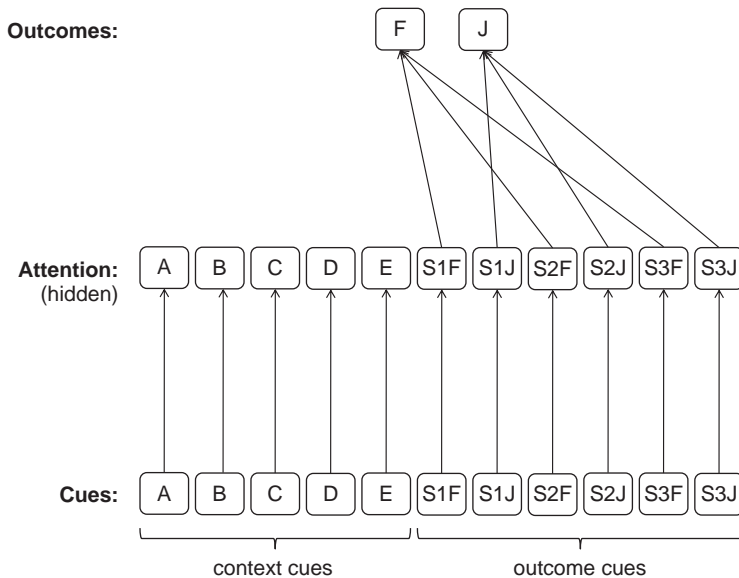 Outcomes: F J
Attention: A B C D E S1F S1J S2F S2J S3F S3J
(hidden)
Cues: A B C D E S1F S1J S2F S2J S3F S3J
context cues outcome cues